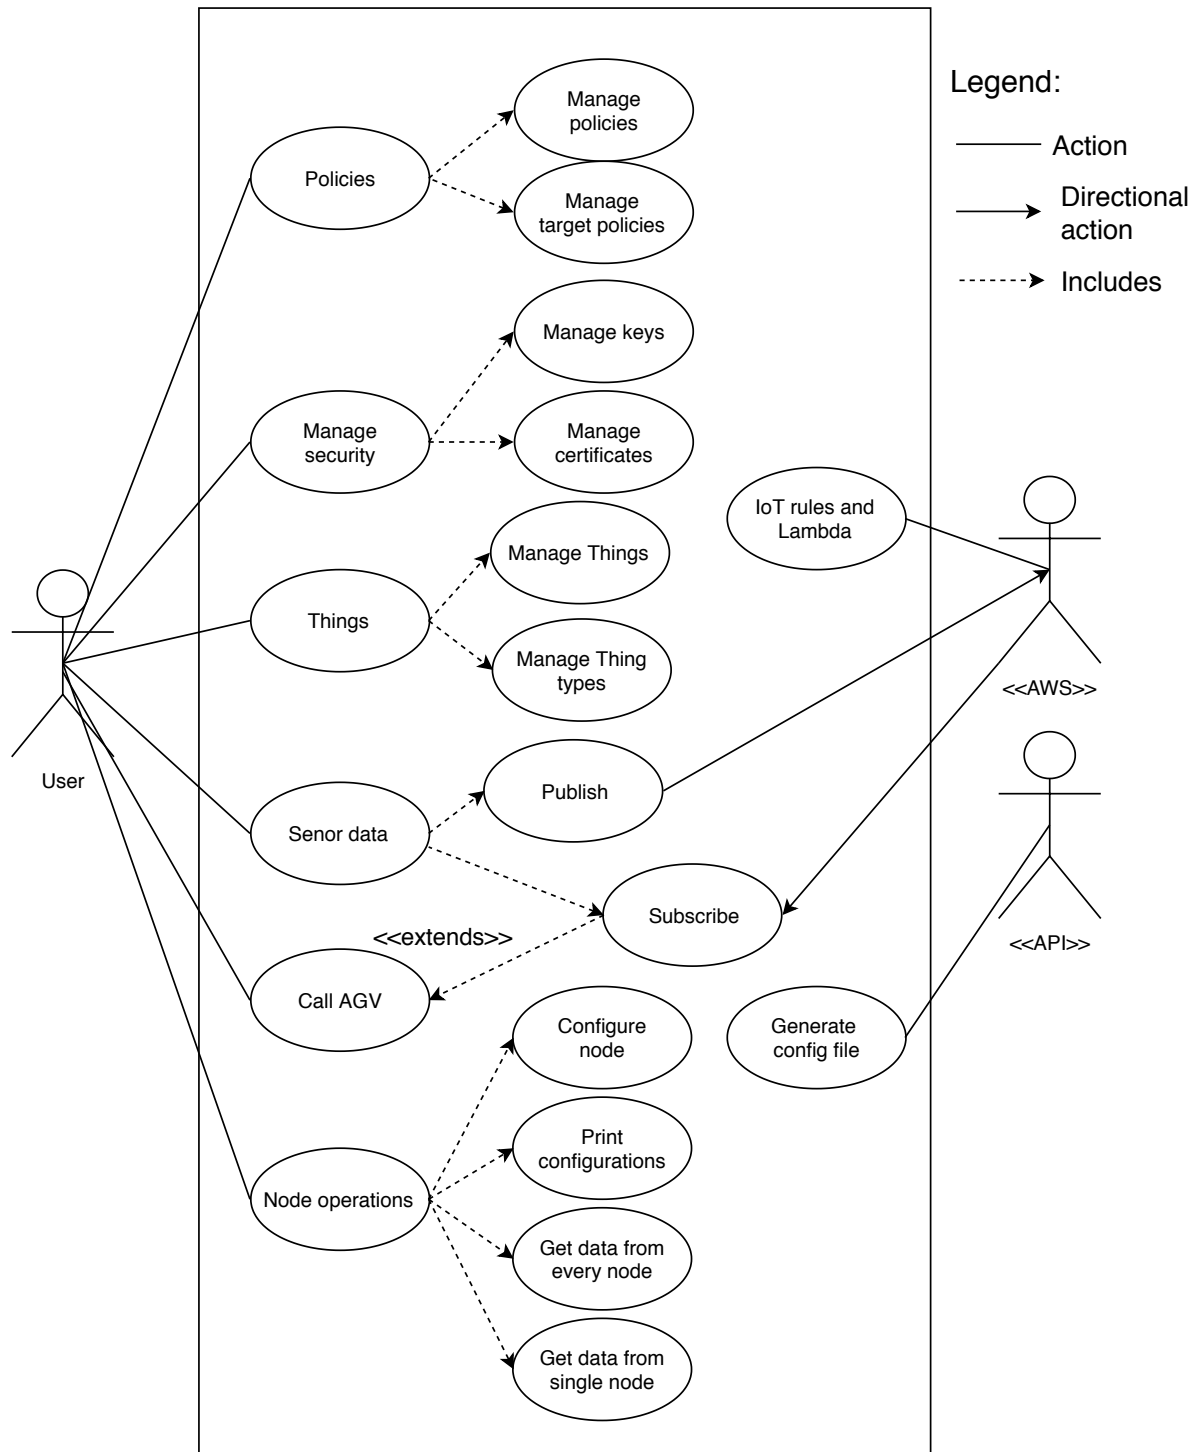 Legend:
Action
Directional
action
Includes
Manage
policies
Policies
Manage
target policies
Manage keys
Manage
security
Manage
certificates
IoT rules and
Lambda
Manage Things
Things
Manage Thing
types
<<AWS>>
User
Publish
Senor data
Subscribe
<<extends>>
<<API>>
Call AGV
Configure
node
Generate
config file
Print
configurations
Node operations
Get data from
every node
Get data from
single node